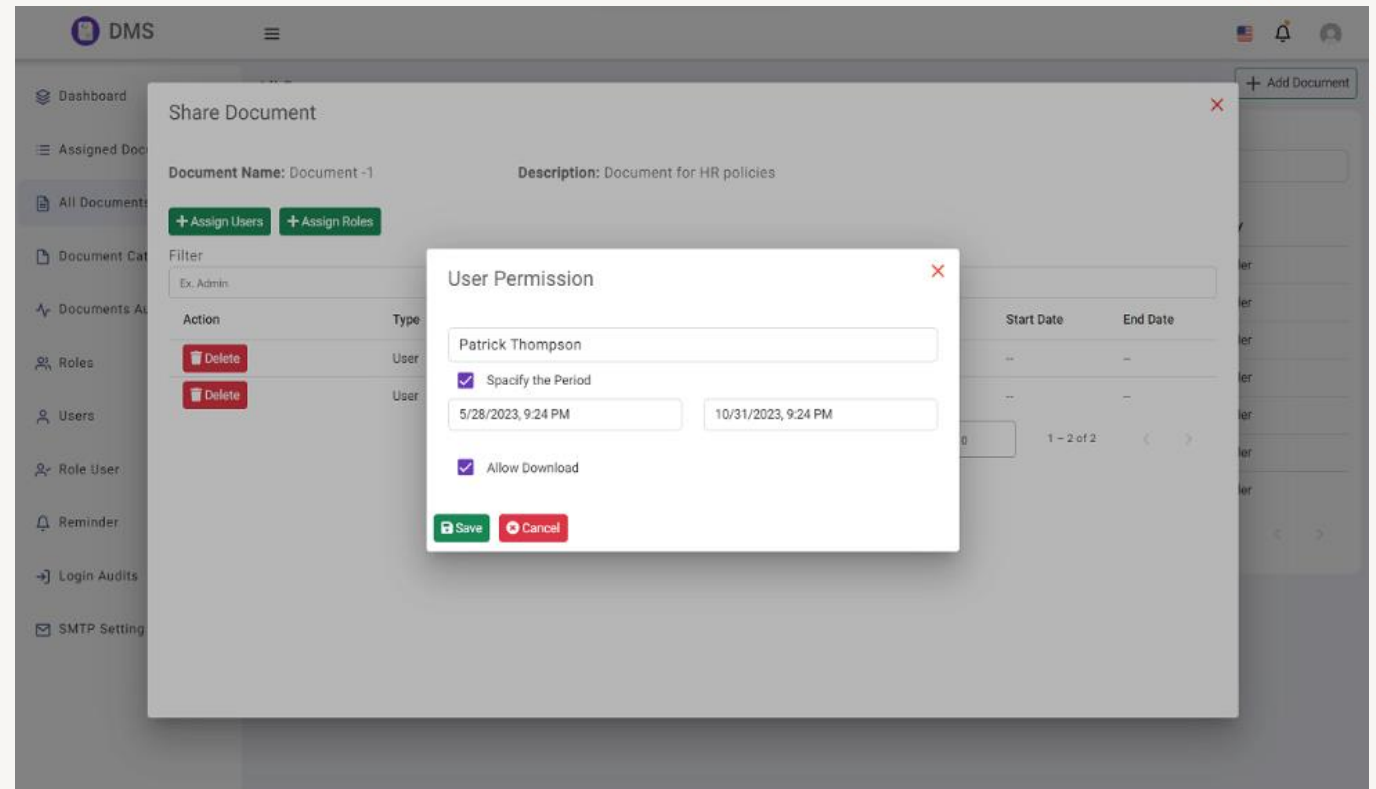 DMS
+ Add Document
Dashboard
Assigned Doc
All Documents
Document Cat
Documents Au
Roles
Users
Role User
Reminder
Login Audits
SMTP Setting
Share Document
Document Name: Document -1 Description: Document for HR policies
+ Assign Users + Assign Roles
Filter
Ex. Admin
Action Type Start Date End Date
Delete User -- --
Delete User -- --
1 – 2 of 2
User Permission
Patrick Thompson
Spacify the Period
5/28/2023, 9:24 PM 10/31/2023, 9:24 PM
Allow Download
Save Cancel